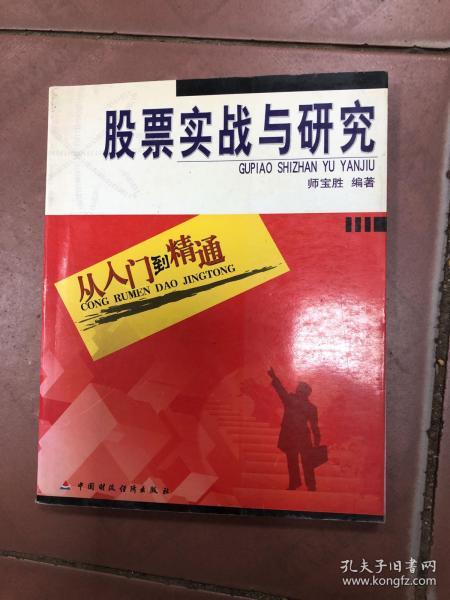 股票实战与研究
GUPIAO SHIZHAN YU YANJIU
师宝胜 编著
从入门到精通
CONG RUMEN DAO JINGTONG
中国财政经济出版社
孔夫子旧书网
www.kongfz.com